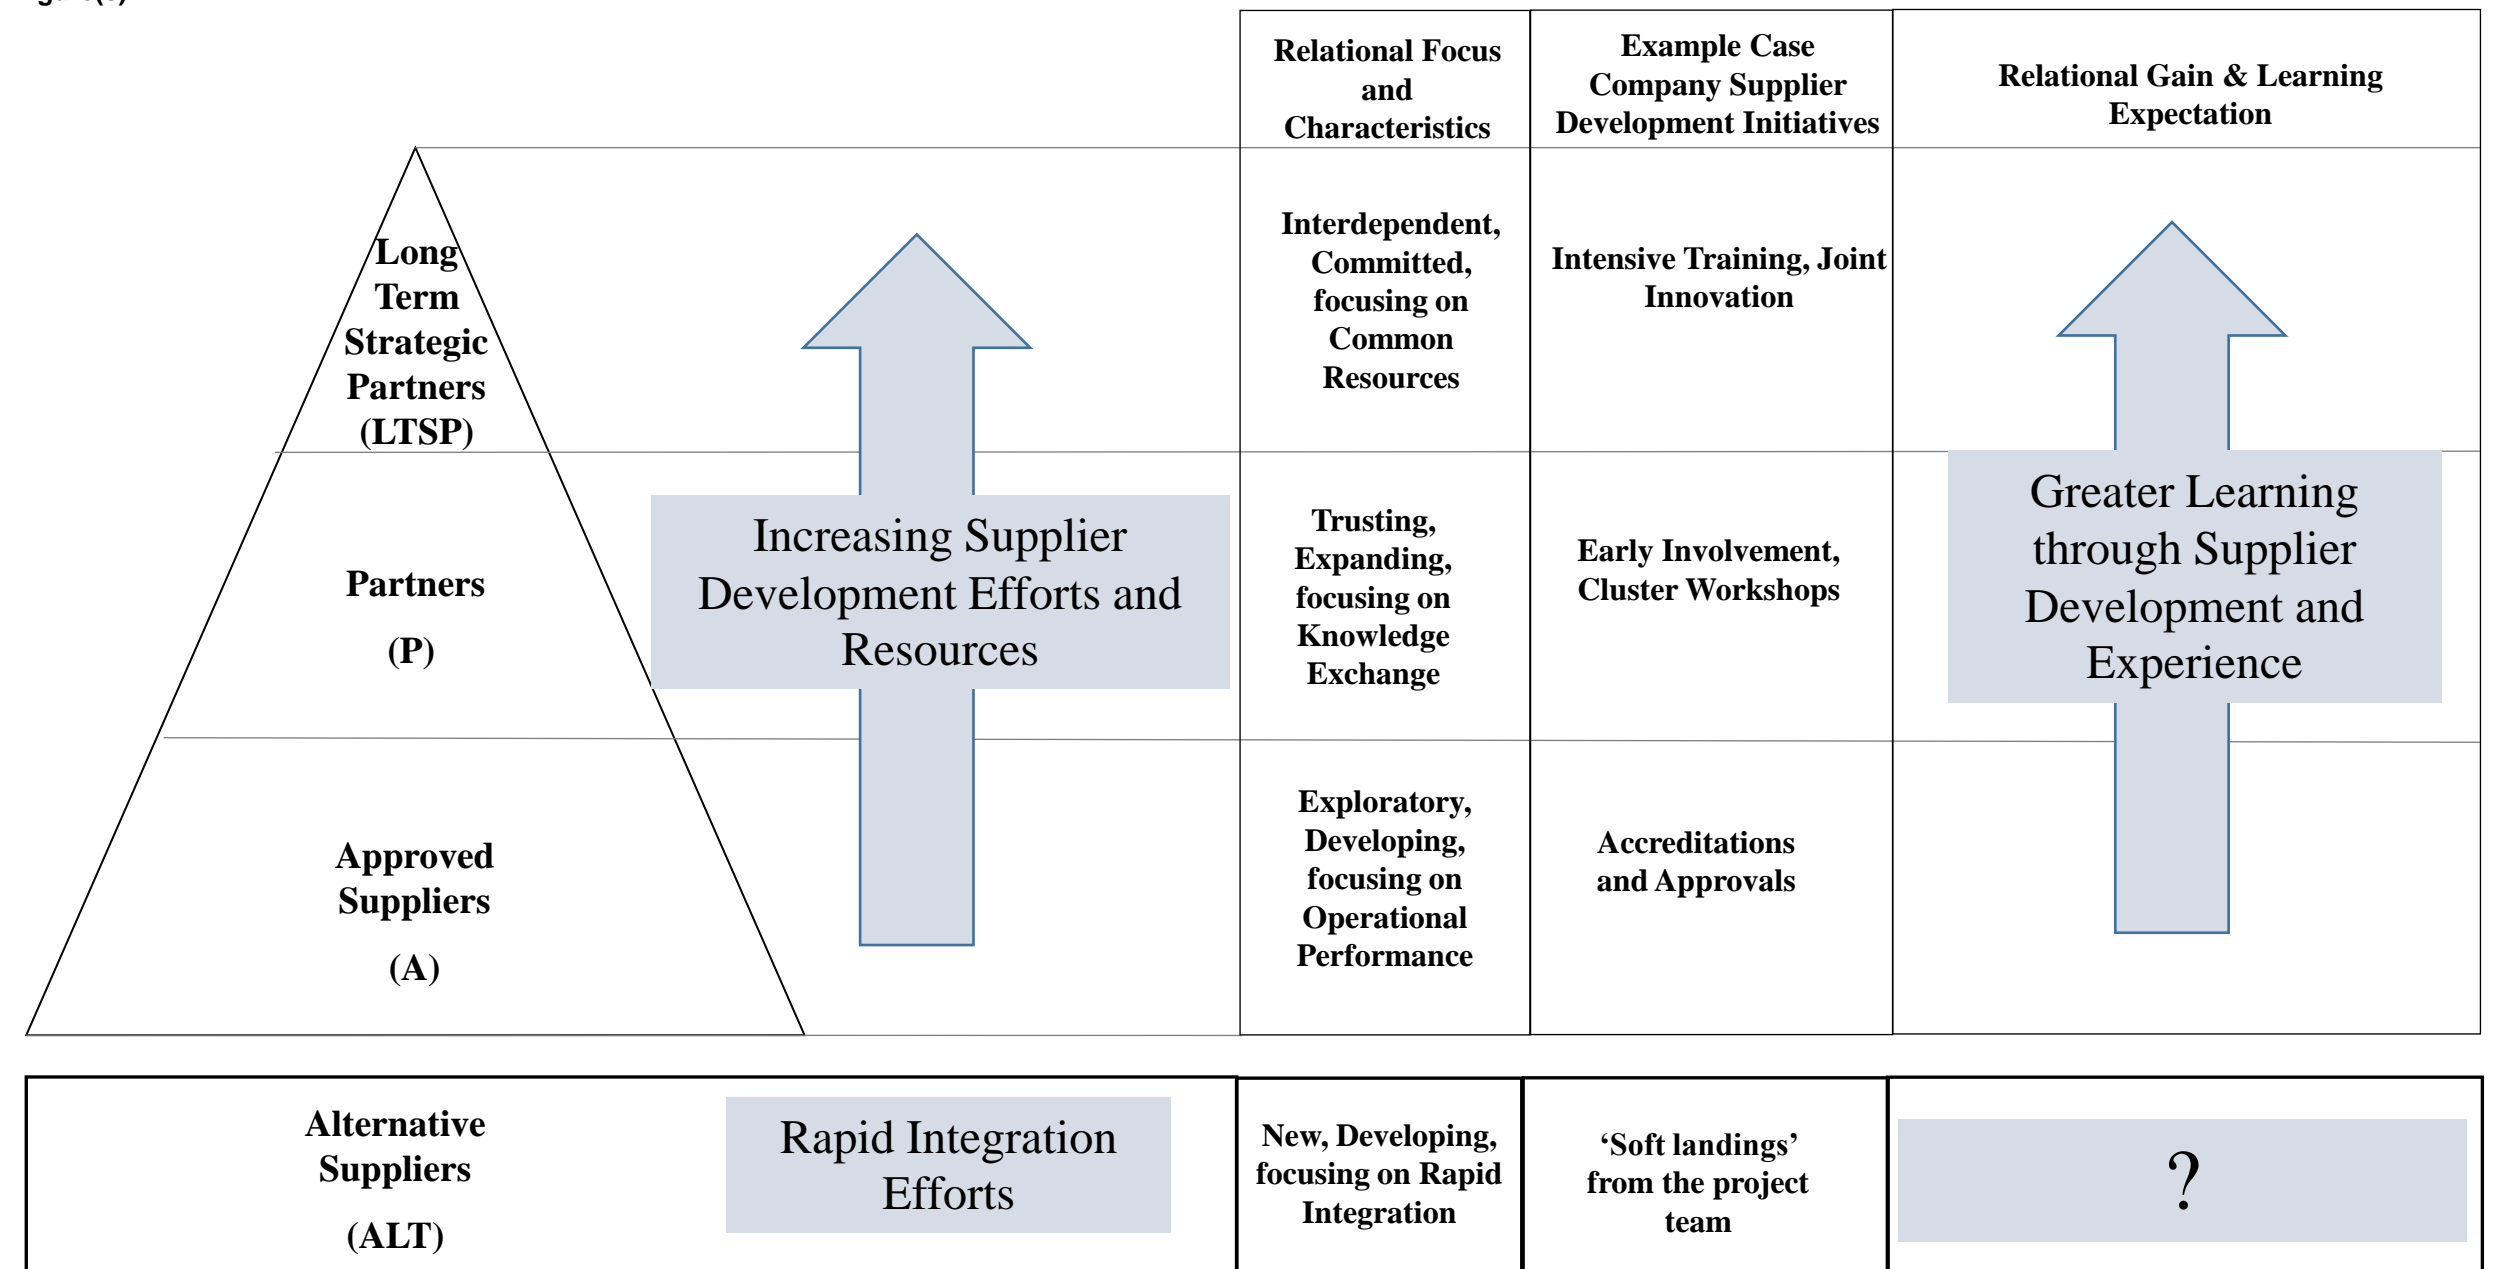 Relational Focus
and
Characteristics
Example Case
Company Supplier
Development Initiatives
Relational Gain & Learning
Expectation
Long
Term
Strategic
Partners
(LTSP)
Interdependent,
Committed,
focusing on
Common
Resources
Intensive Training, Joint
Innovation
Partners
(P)
Increasing Supplier
Development Efforts and
Resources
Trusting,
Expanding,
focusing on
Knowledge
Exchange
Early Involvement,
Cluster Workshops
Greater Learning
through Supplier
Development and
Experience
Approved
Suppliers
(A)
Exploratory,
Developing,
focusing on
Operational
Performance
Accreditations
and Approvals
Alternative
Suppliers
(ALT)
Rapid Integration
Efforts
New, Developing,
focusing on Rapid
Integration
‘Soft landings’
from the project
team
?